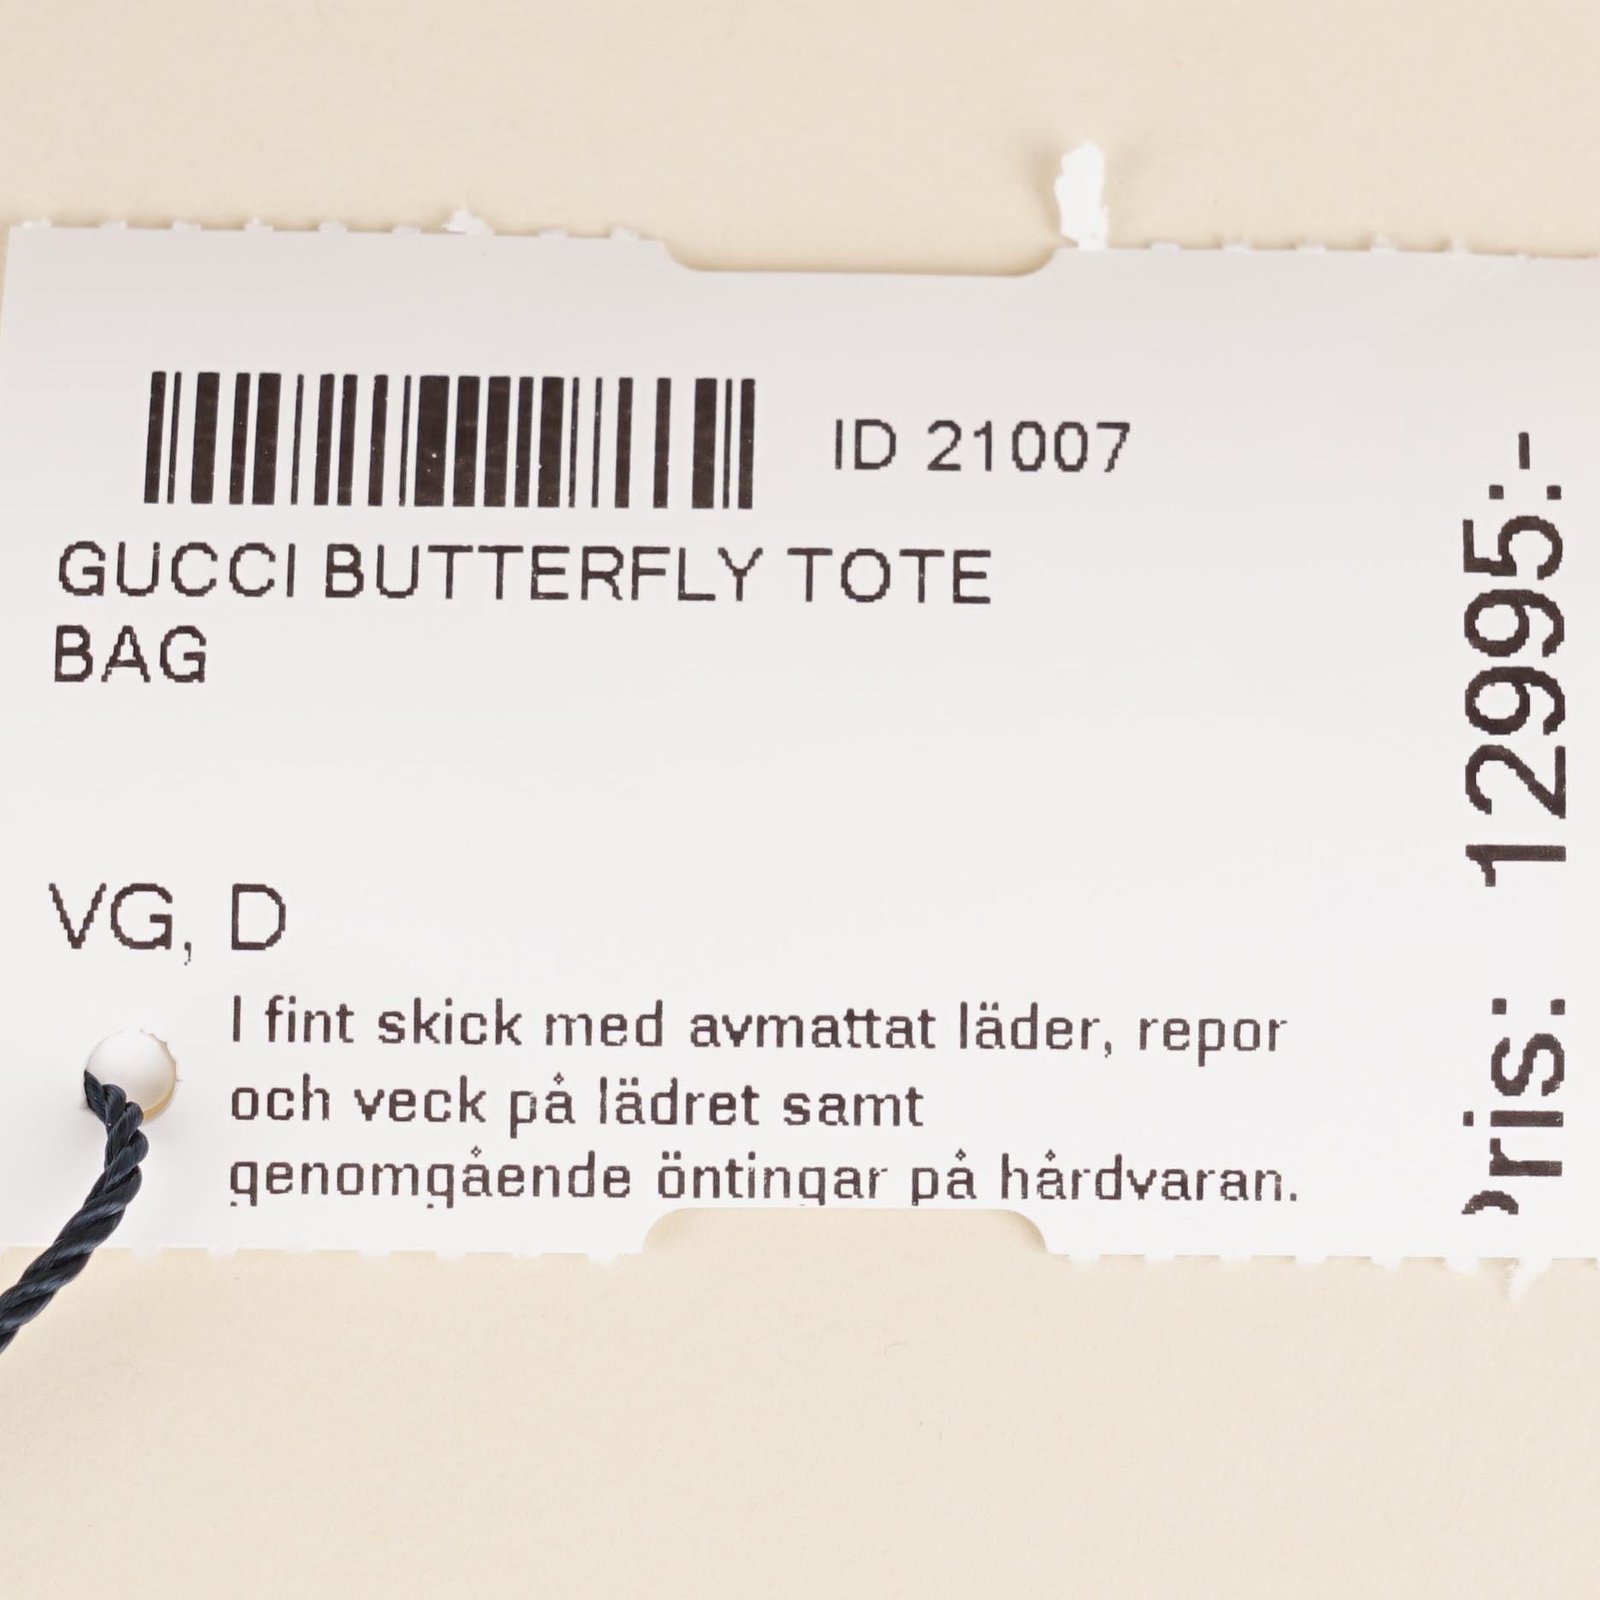 ID 21007
GUCCI BUTTERFLY TOTE
BAG
VG, D
I fint skick med avmattat läder, repor
och veck på lädret samt
genomgående öntingar på hårdvaran.
Pris: 12995:-